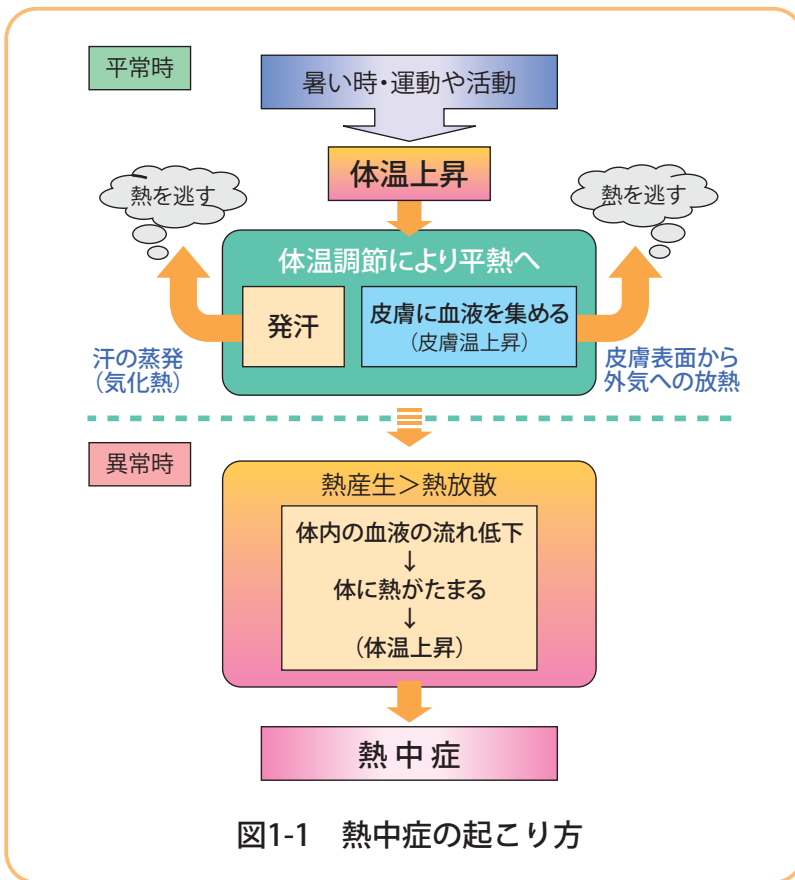 平常時
暑い時・運動や活動
体温上昇
熱を逃す
熱を逃す
体温調節により平熱へ
発汗
皮膚に血液を集める
(皮膚温上昇)
汗の蒸発
(気化熱)
皮膚表面から
外気への放熱
異常時
熱産生>熱放散
体内の血液の流れ低下
↓
体に熱がたまる
↓
(体温上昇)
熱中症
図1-1 熱中症の起こり方